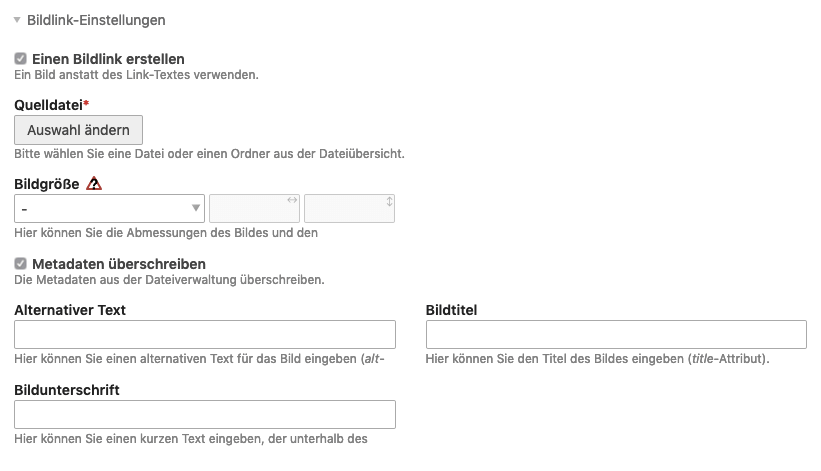 Bildlink-Einstellungen
Einen Bildlink erstellen
Ein Bild anstatt des Link-Textes verwenden.
Quelldatei*
Auswahl ändern
Bitte wählen Sie eine Datei oder einen Ordner aus der Dateiübersicht.
Bildgröße
-
Hier können Sie die Abmessungen des Bildes und den
Metadaten überschreiben
Die Metadaten aus der Dateiverwaltung überschreiben.
Alternativer Text
Bildtitel
Hier können Sie einen alternativen Text für das Bild eingeben (alt-
Hier können Sie den Titel des Bildes eingeben (title-Attribut).
Bildunterschrift
Hier können Sie einen kurzen Text eingeben, der unterhalb des